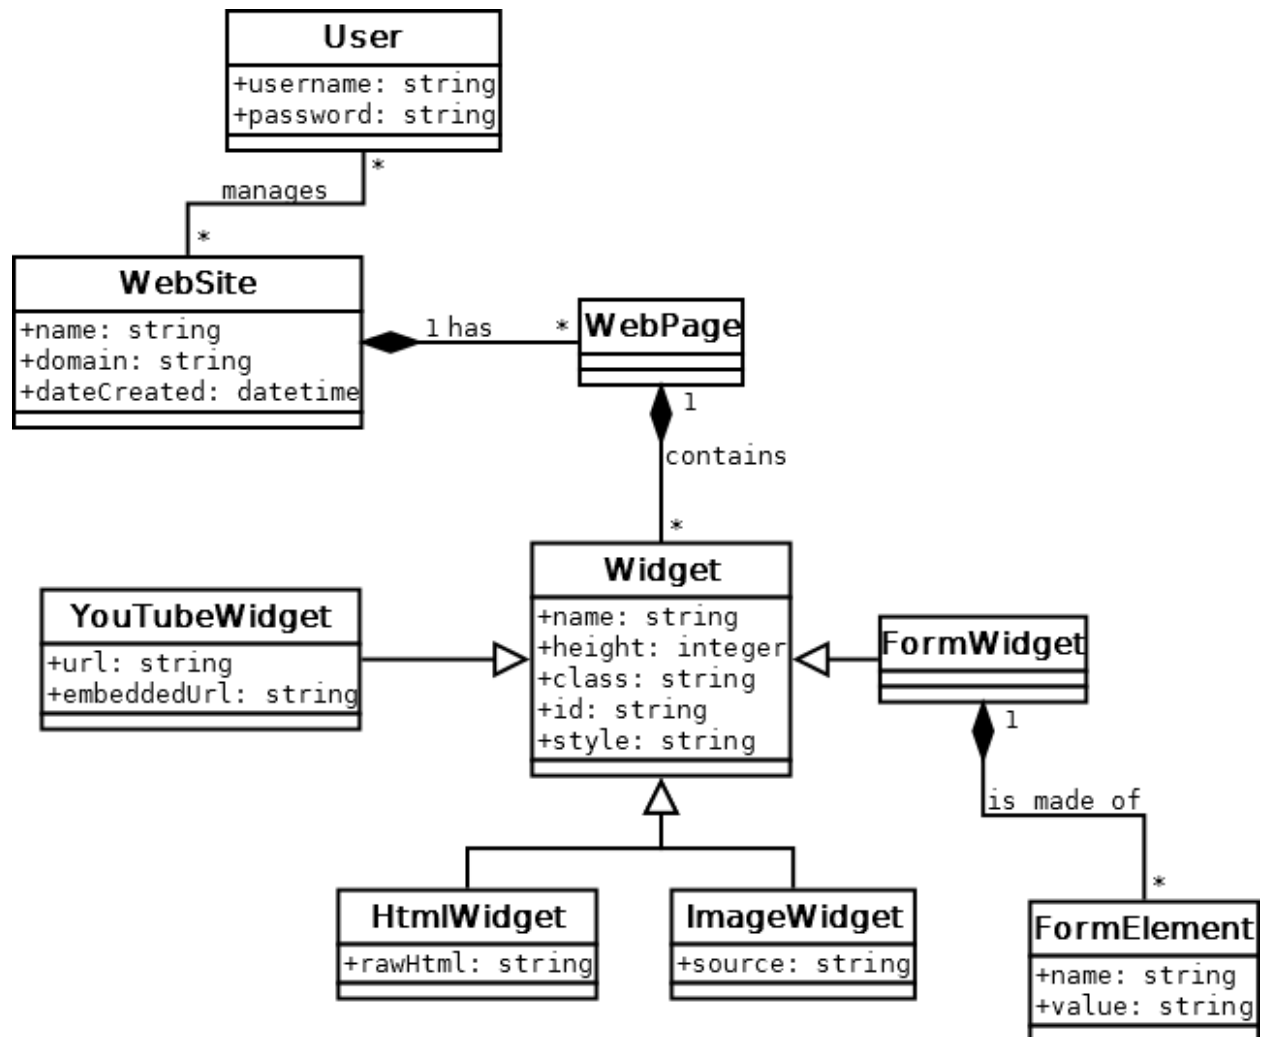 User
+username: string
+password: string
*
manages
*
WebSite
+name: string
+domain: string
+dateCreated: datetime
1 has
*
WebPage
1
contains
*
Widget
+name: string
+height: integer
+class: string
+id: string
+style: string
YouTubeWidget
+url: string
+embeddedUrl: string
FormWidget
1
is made of
*
HtmlWidget
+rawHtml: string
ImageWidget
+source: string
FormElement
+name: string
+value: string